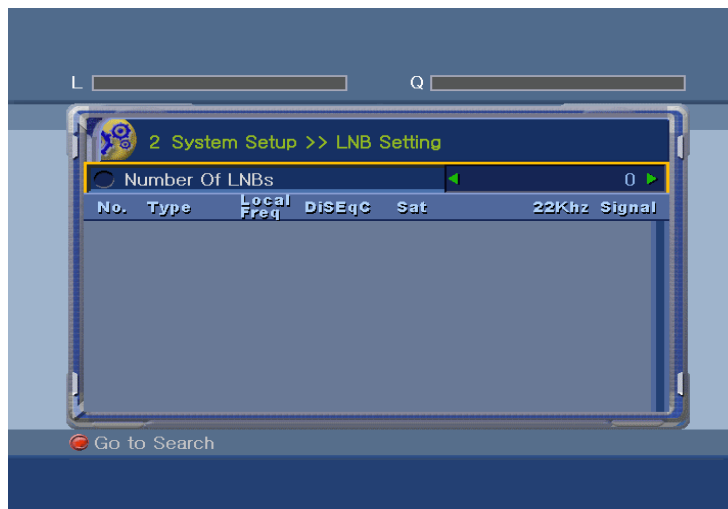 L Q
2 System Setup >> LNB Setting
Number Of LNBs 0
No. Type Local Freq DiSEqC Sat 22Khz Signal
Go to Search